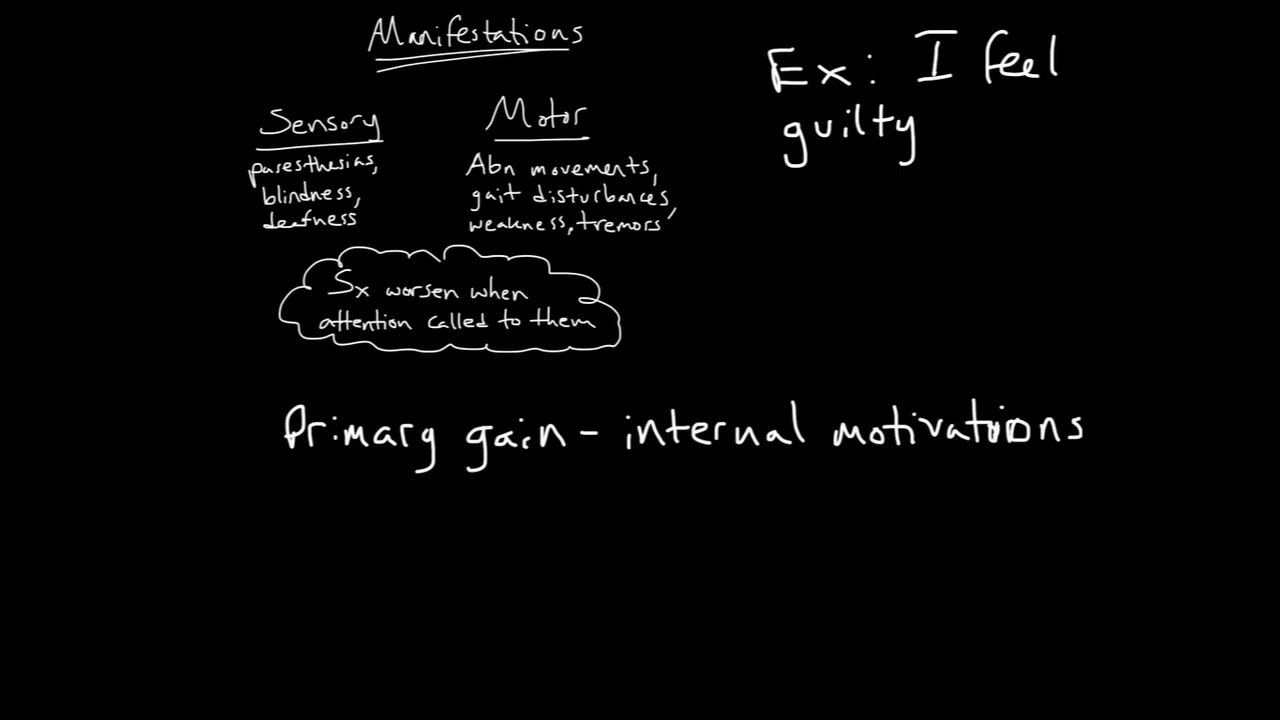 Manifestations
Sensory
paresthesias,
blindness,
deafness
Motor
Abn movements,
gait disturbances,
weakness, tremors
Sx worsen when
attention called to them
Ex: I feel
guilty
Primary gain - internal motivations